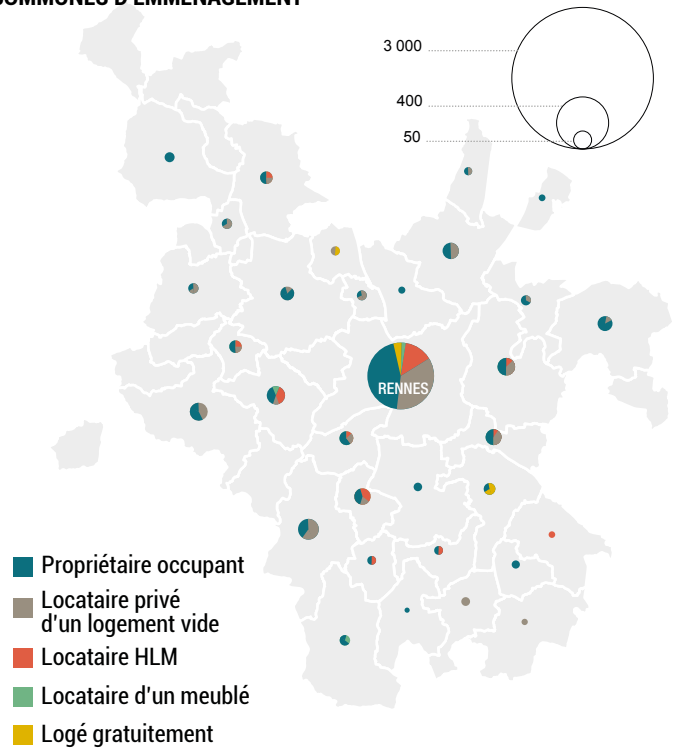 COMMUNES D'EMMÉNAGEMENT
3 000
400
50
RENNES
Propriétaire occupant
Locataire privé
d'un logement vide
Locataire HLM
Locataire d'un meublé
Logé gratuitement